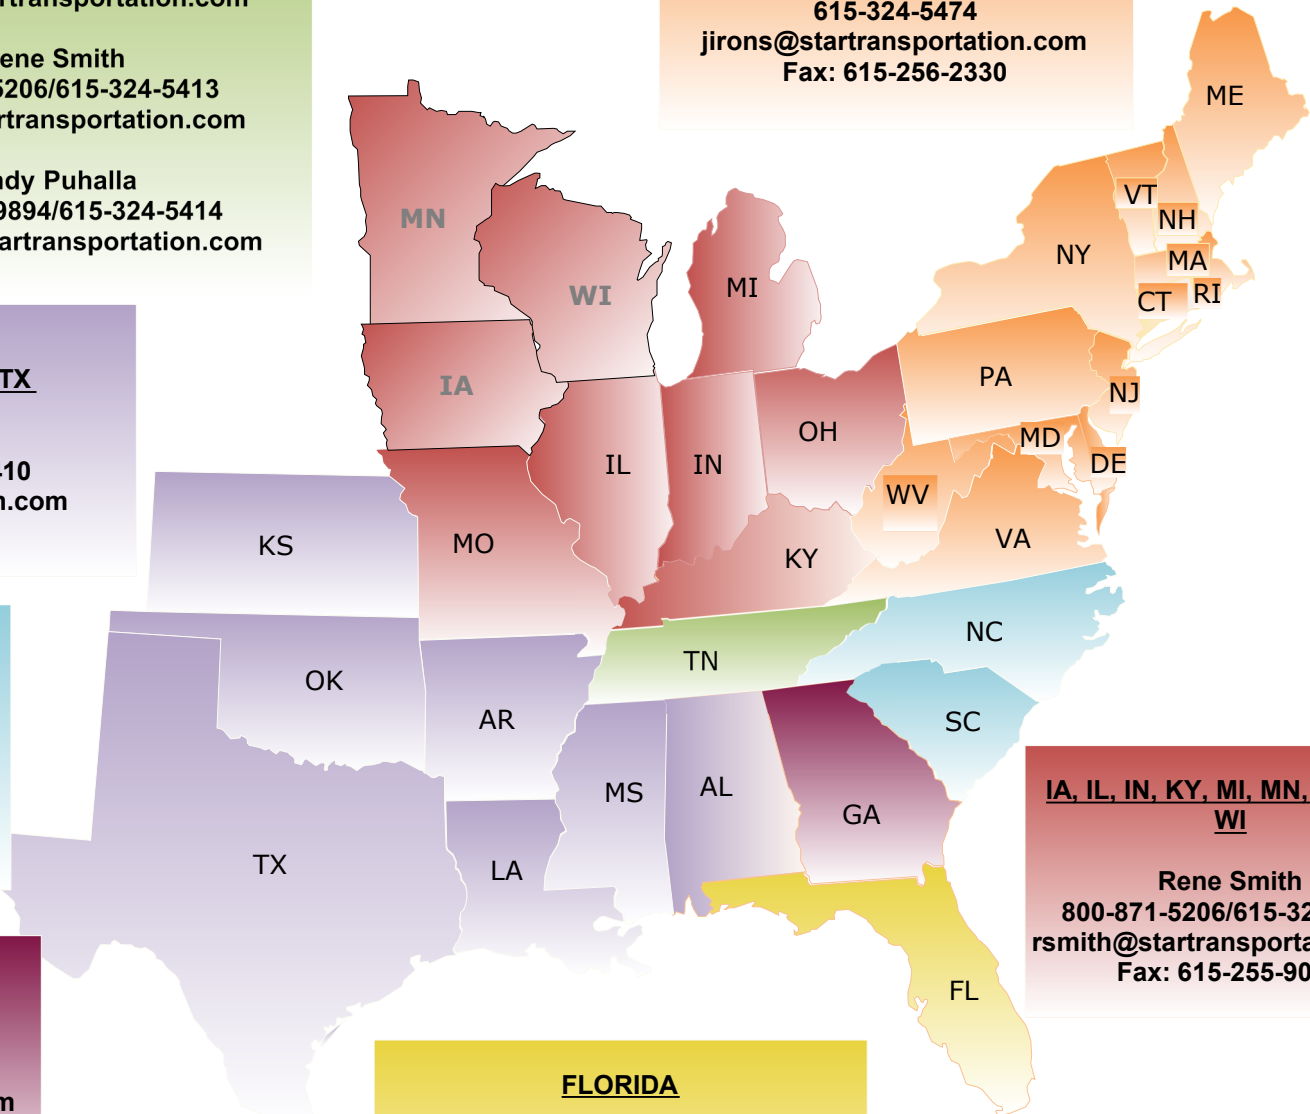 rtransportation.com
ene Smith
5206/615-324-5413
rtransportation.com
ndy Puhalla
9894/615-324-5414
tartransportation.com
615-324-5474
jirons@startransportation.com
Fax: 615-256-2330
ME
VT
NH
NY
MA
CT
RI
MN
WI
MI
IA
PA
NJ
MD
DE
OH
IL
IN
WV
VA
KY
MO
KS
TX
10
n.com
NC
TN
OK
AR
SC
MS
AL
GA
LA
TX
FL
IA, IL, IN, KY, MI, MN,
WI
Rene Smith
800-871-5206/615-32
rsmith@startransporta
Fax: 615-255-90
m
FLORIDA